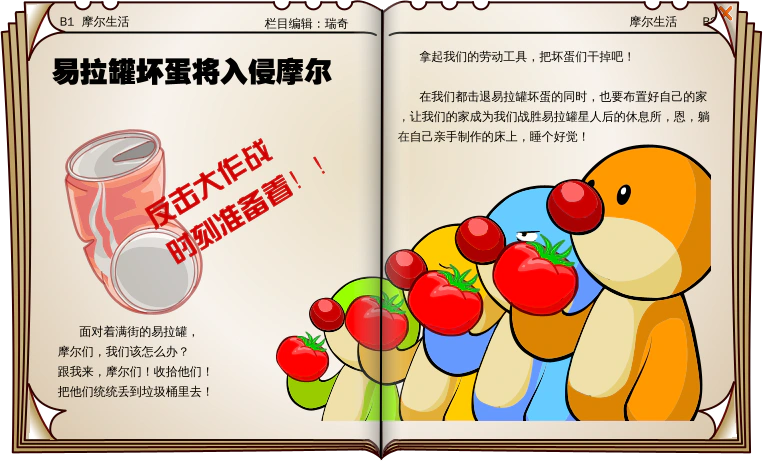 B1 摩尔生活
栏目编辑：瑞奇
易拉罐坏蛋将入侵摩尔
反击大作战
时刻准备着！！
面对着满街的易拉罐，
摩尔们，我们该怎么办？
跟我来，摩尔们！收拾他们！
把他们统统丢到垃圾桶里去！
摩尔生活
拿起我们的劳动工具，把坏蛋们干掉吧！
在我们都击退易拉罐坏蛋的同时，也要布置好自己的家
，让我们的家成为我们战胜易拉罐星人后的休息所，恩，躺
在自己亲手制作的床上，睡个好觉！